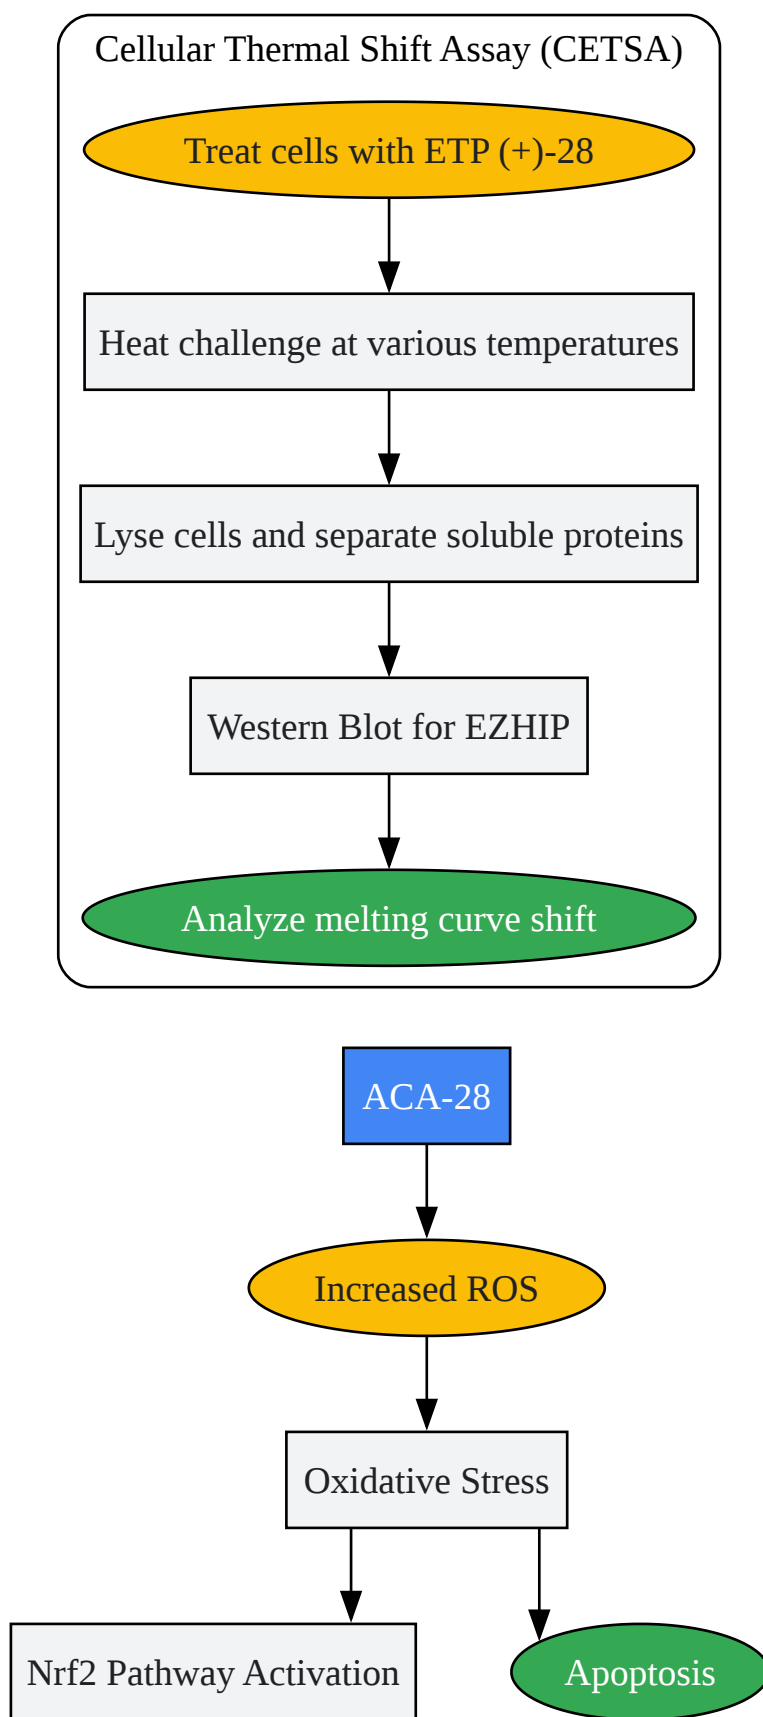 Cellular Thermal Shift Assay (CETSA)
Treat cells with ETP (+)-28
Heat challenge at various temperatures
Lyse cells and separate soluble proteins
Western Blot for EZHIP
Analyze melting curve shift
ACA-28
Increased ROS
Oxidative Stress
Nrf2 Pathway Activation
Apoptosis